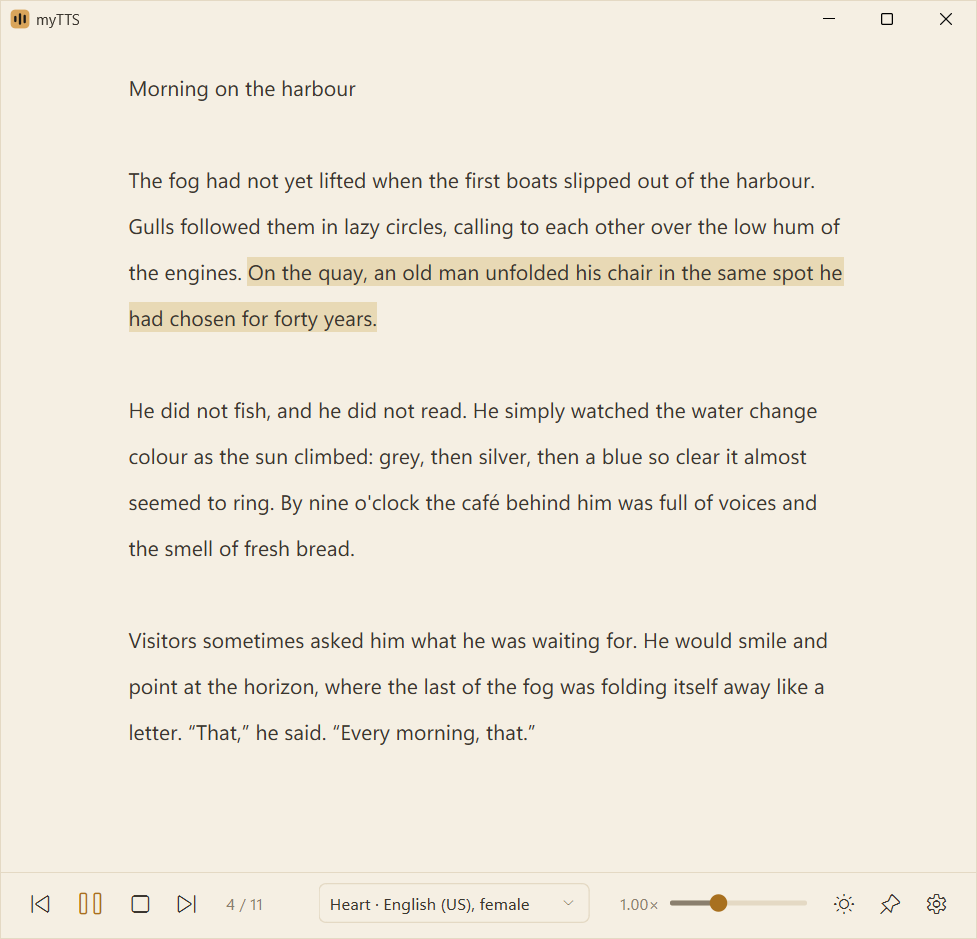 myTTS
Morning on the harbour
The fog had not yet lifted when the first boats slipped out of the harbour.
Gulls followed them in lazy circles, calling to each other over the low hum of
the engines. On the quay, an old man unfolded his chair in the same spot he
had chosen for forty years.
He did not fish, and he did not read. He simply watched the water change
colour as the sun climbed: grey, then silver, then a blue so clear it almost
seemed to ring. By nine o'clock the café behind him was full of voices and
the smell of fresh bread.
Visitors sometimes asked him what he was waiting for. He would smile and
point at the horizon, where the last of the fog was folding itself away like a
letter. “That,” he said. “Every morning, that.”
4 / 11
Heart · English (US), female
1.00×